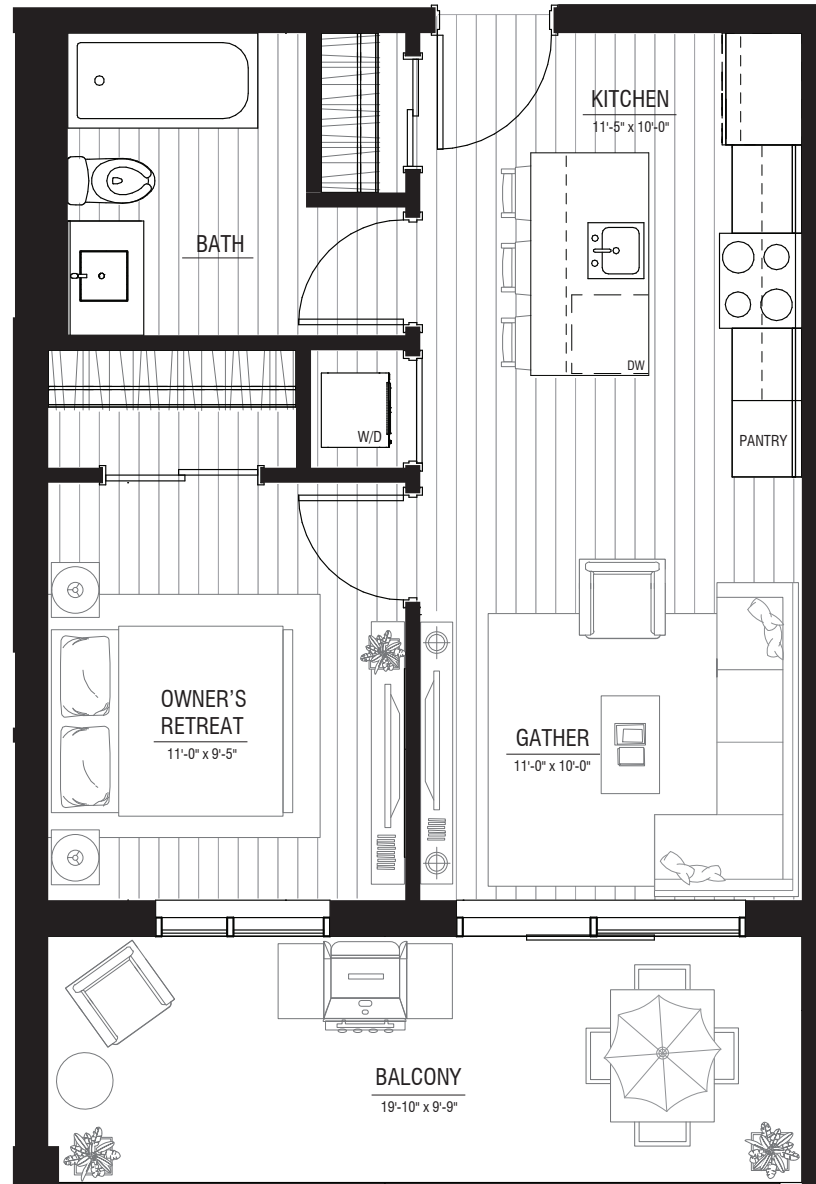 KITCHEN
11'-5" x 10'-0"
BATH
DW
W/D
PANTRY
OWNER'S
RETREAT
11'-0" x 9'-5"
GATHER
11'-0" x 10'-0"
BALCONY
19'-10" x 9'-9"